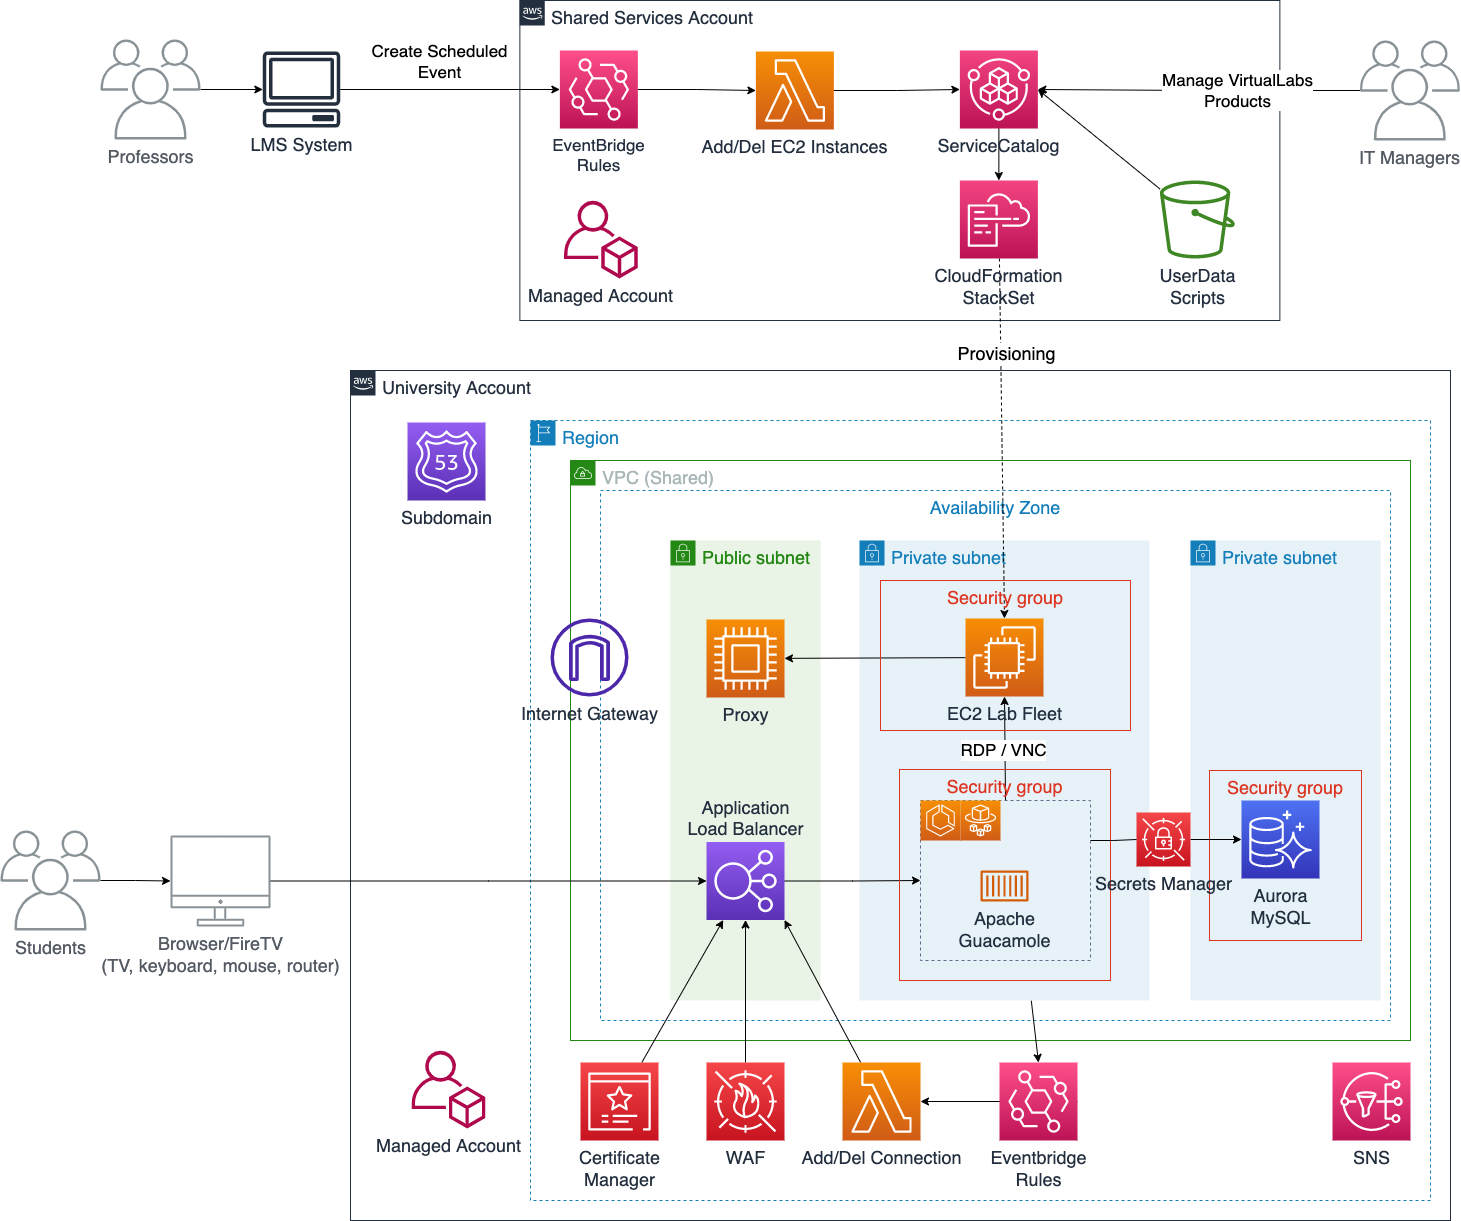 aws
Shared Services Account
Create Scheduled
Event
Manage VirtualLabs
Products
Professors
LMS System
EventBridge
Rules
Add/Del EC2 Instances
ServiceCatalog
IT Managers
Managed Account
CloudFormation
StackSet
UserData
Scripts
Provisioning
aws
University Account
53
Subdomain
Region
VPC (Shared)
Availability Zone
Public subnet
Private subnet
Private subnet
Security group
Internet Gateway
Proxy
EC2 Lab Fleet
RDP / VNC
Security group
Security group
Application
Load Balancer
Secrets Manager
Aurora
MySQL
Apache
Guacamole
Students
Browser/FireTV
(TV, keyboard, mouse, router)
Managed Account
Certificate
Manager
WAF
Add/Del Connection
Eventbridge
Rules
SNS